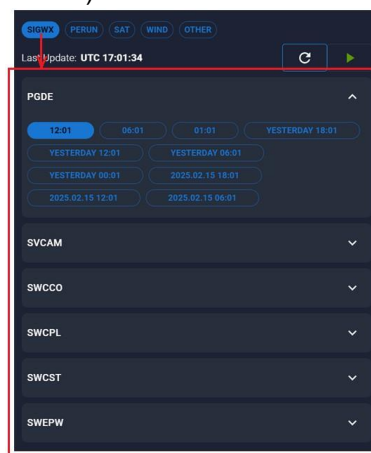 SIGWX PERUN SAT WIND OTHER
Last Update: UTC 17:01:34
PGDE
12:01 06:01 01:01 YESTERDAY 18:01
YESTERDAY 12:01 YESTERDAY 06:01
YESTERDAY 00:01 2025.02.15 18:01
2025.02.15 12:01 2025.02.15 06:01
SVCAM
SWCCO
SWCPL
SWCST
SWEPW